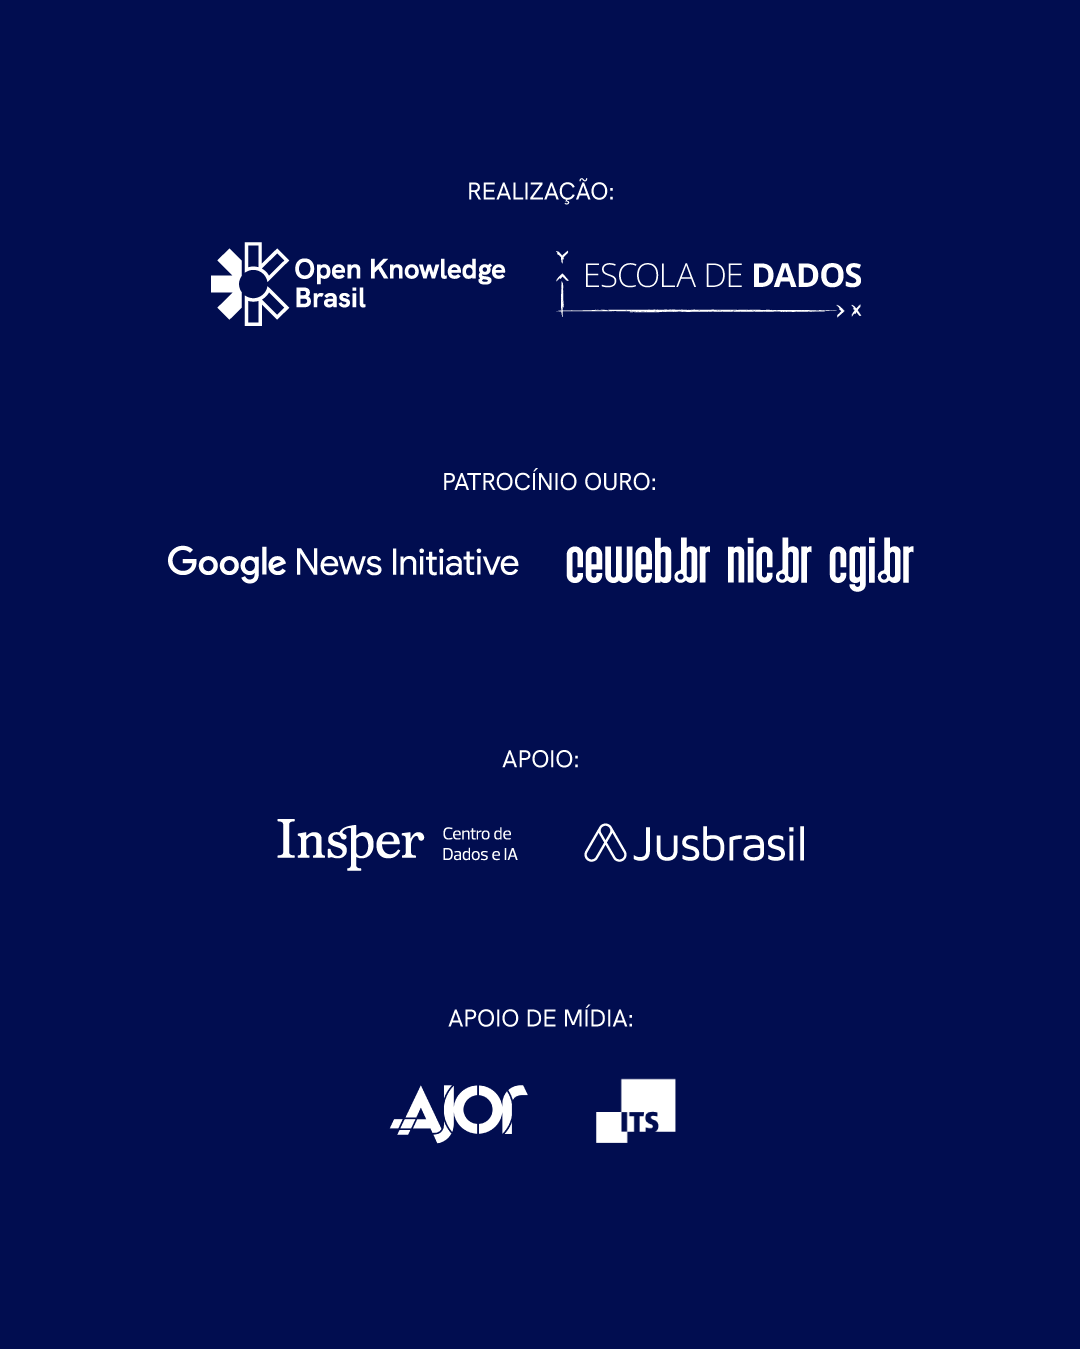 REALIZAÇÃO:
Open Knowledge
Brasil
Y
ESCOLA DE DADOS
X
PATROCÍNIO OURO:
Google News Initiative
ceweb.br nic.br cgi.br
APOIO:
Insper
Centro de
Dados e IA
Jusbrasil
APOIO DE MÍDIA:
AJOr
ITS